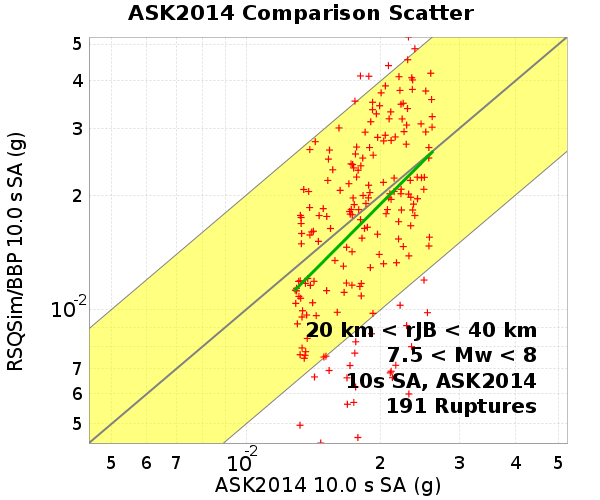 ASK2014 Comparison Scatter
RSQSim/BBP 10.0 s SA (g)
5
4
3
2
10-2
7
6
5
20 km < rJB < 40 km
7.5 < Mw < 8
10s SA, ASK2014
191 Ruptures
5 6 7 10-2 2 3 4 5
ASK2014 10.0 s SA (g)